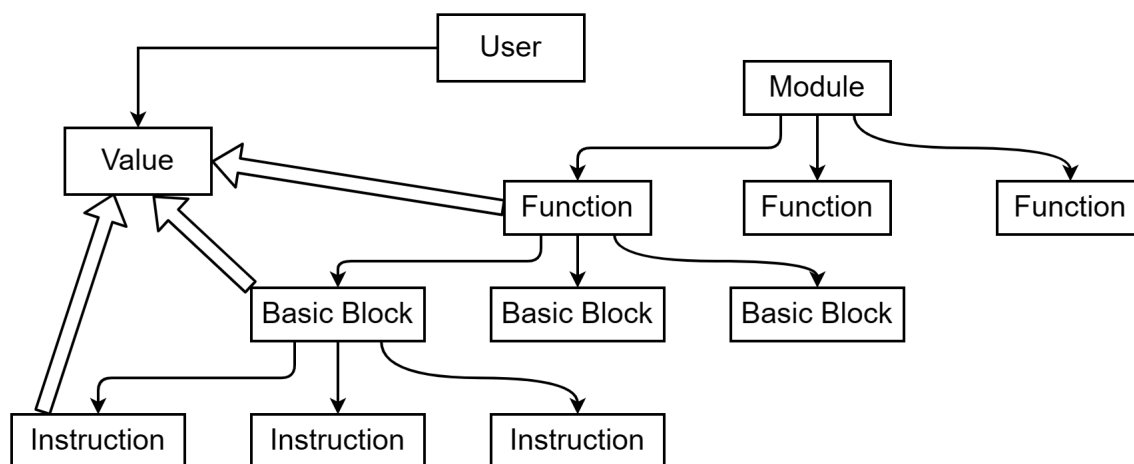 User
Module
Value
Function
Function
Function
Basic Block
Basic Block
Basic Block
Instruction
Instruction
Instruction